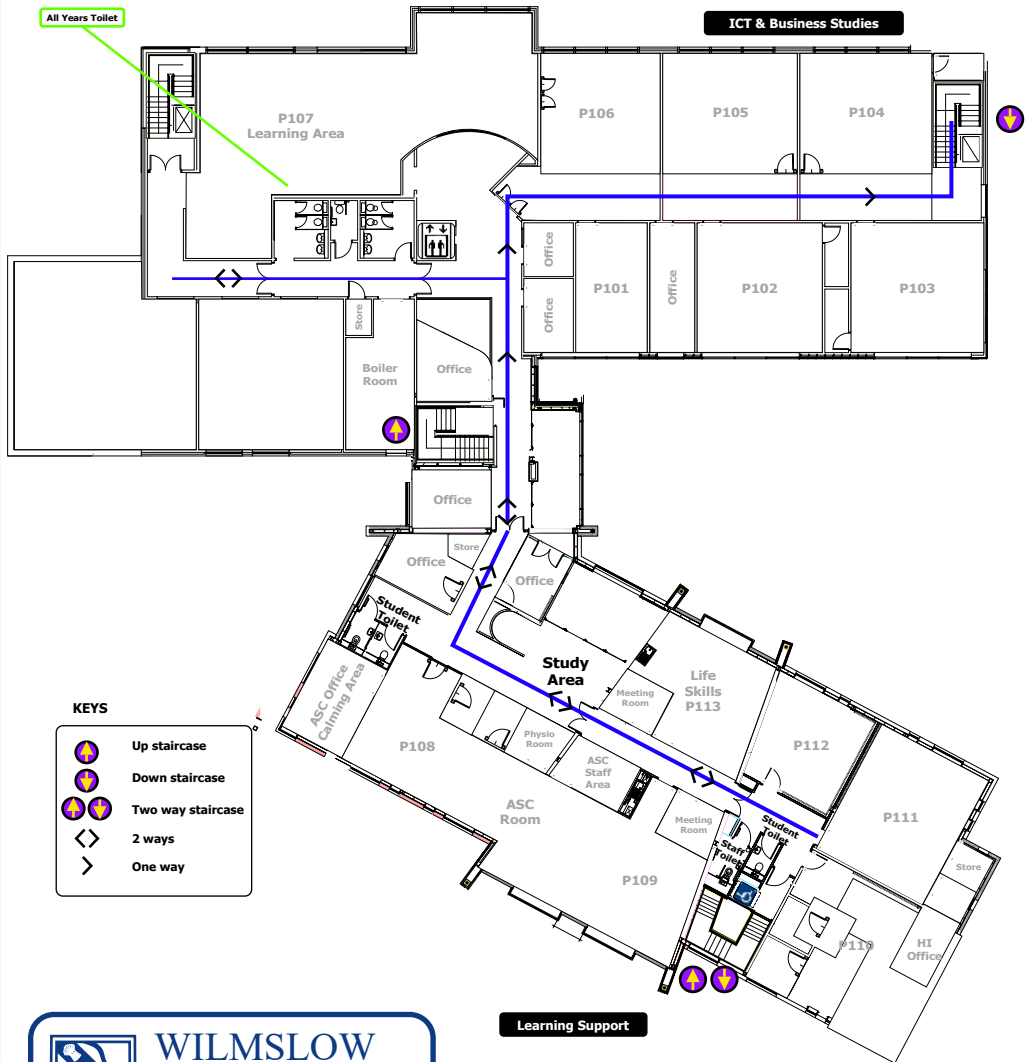 All Years Toilet
ICT & Business Studies
P107
Learning Area
P106
P105
P104
Office
Office
P101
Office
P102
P103
Store
Boiler
Room
Office
Office
Office
Store
Office
Student
Toilet
ASC Office
Calming Area
Study
Area
Meeting
Room
Life
Skills
P113
P108
Physio
Room
ASC
Staff
Area
P112
ASC
Room
Meeting
Room
Student
Toilet
Staff
Toilet
P111
Store
P109
P110
HI
Office
KEYS
Up staircase
Down staircase
Two way staircase
2 ways
One way
Learning Support
WILMSLOW